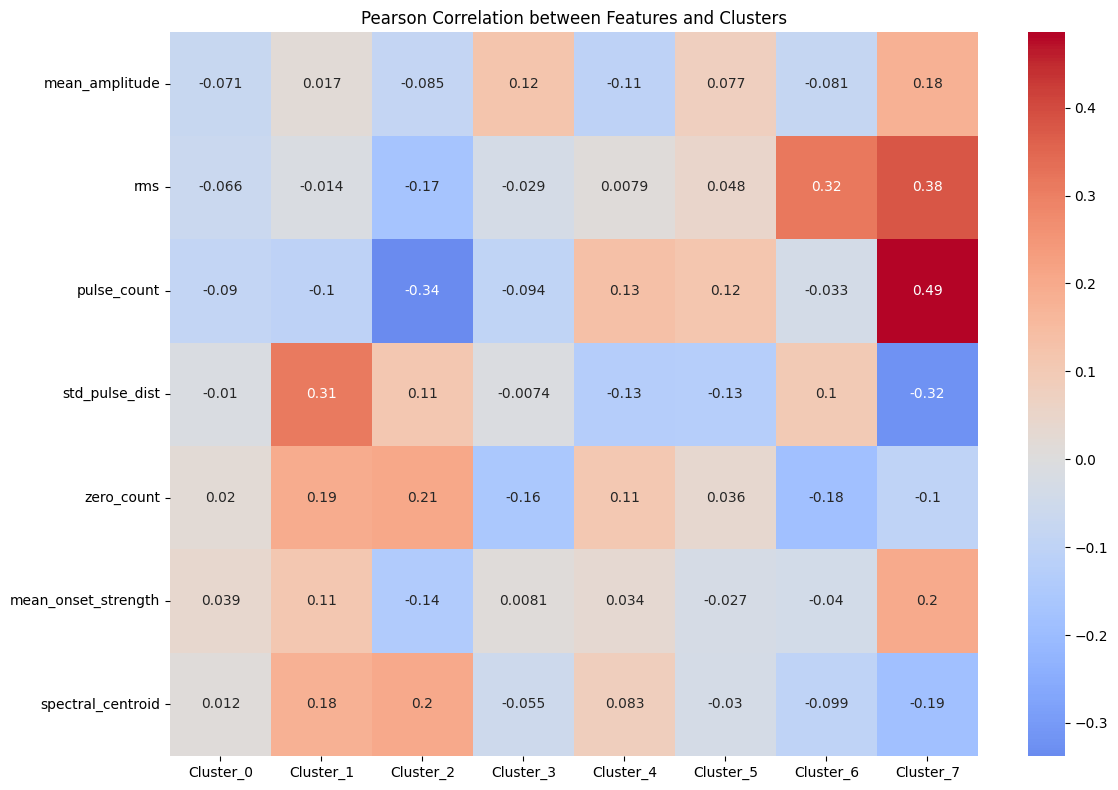 Pearson Correlation between Features and Clusters
mean_amplitude -0.071 0.017 -0.085 0.12 -0.11 0.077 -0.081 0.18
rms -0.066 -0.014 -0.17 -0.029 0.0079 0.048 0.32 0.38
pulse_count -0.09 -0.1 -0.34 -0.094 0.13 0.12 -0.033 0.49
std_pulse_dist -0.01 0.31 0.11 -0.0074 -0.13 -0.13 0.1 -0.32
zero_count 0.02 0.19 0.21 -0.16 0.11 0.036 -0.18 -0.1
mean_onset_strength 0.039 0.11 -0.14 0.0081 0.034 -0.027 -0.04 0.2
spectral_centroid 0.012 0.18 0.2 -0.055 0.083 -0.03 -0.099 -0.19
Cluster_0 Cluster_1 Cluster_2 Cluster_3 Cluster_4 Cluster_5 Cluster_6 Cluster_7
0.4
0.3
0.2
0.1
0.0
−0.1
−0.2
−0.3